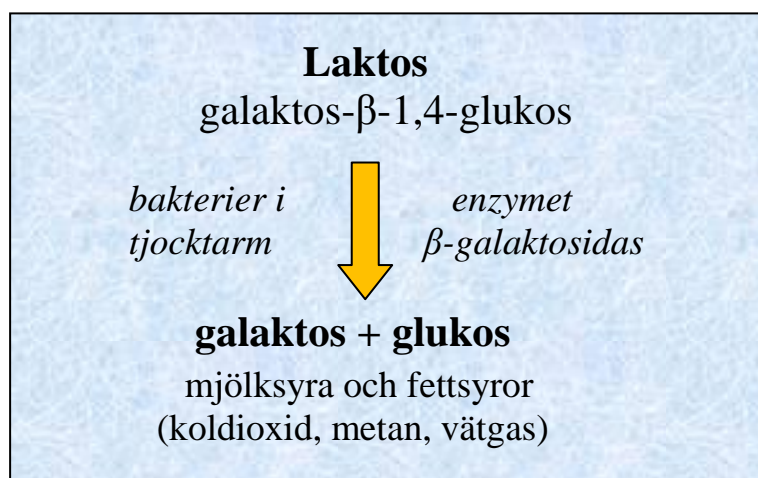 Laktos
galaktos-β-1,4-glukos
bakterier i
tjocktarm
enzymet
β-galaktosidas
galaktos + glukos
mjölksyra och fettsyror
(koldioxid, metan, vätgas)